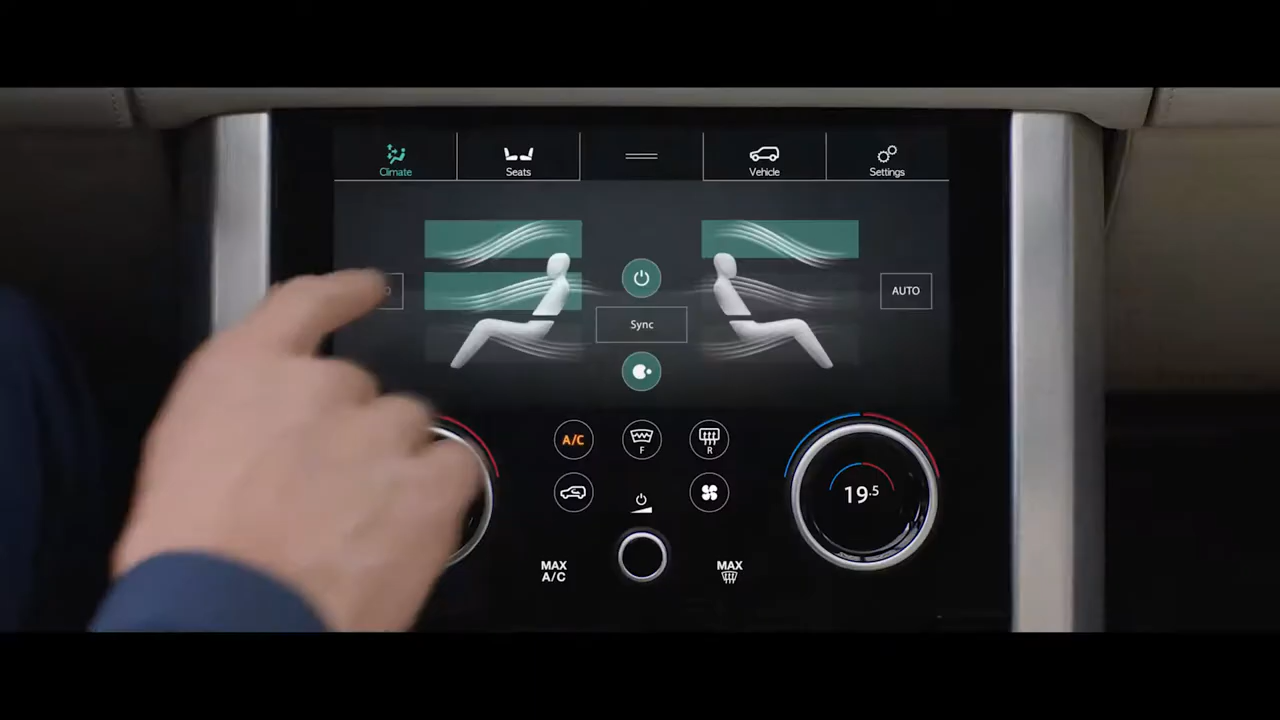 Climate
Seats
Vehicle
Settings
AUTO
Sync
A/C
F
R
19.5
MAX
A/C
MAX